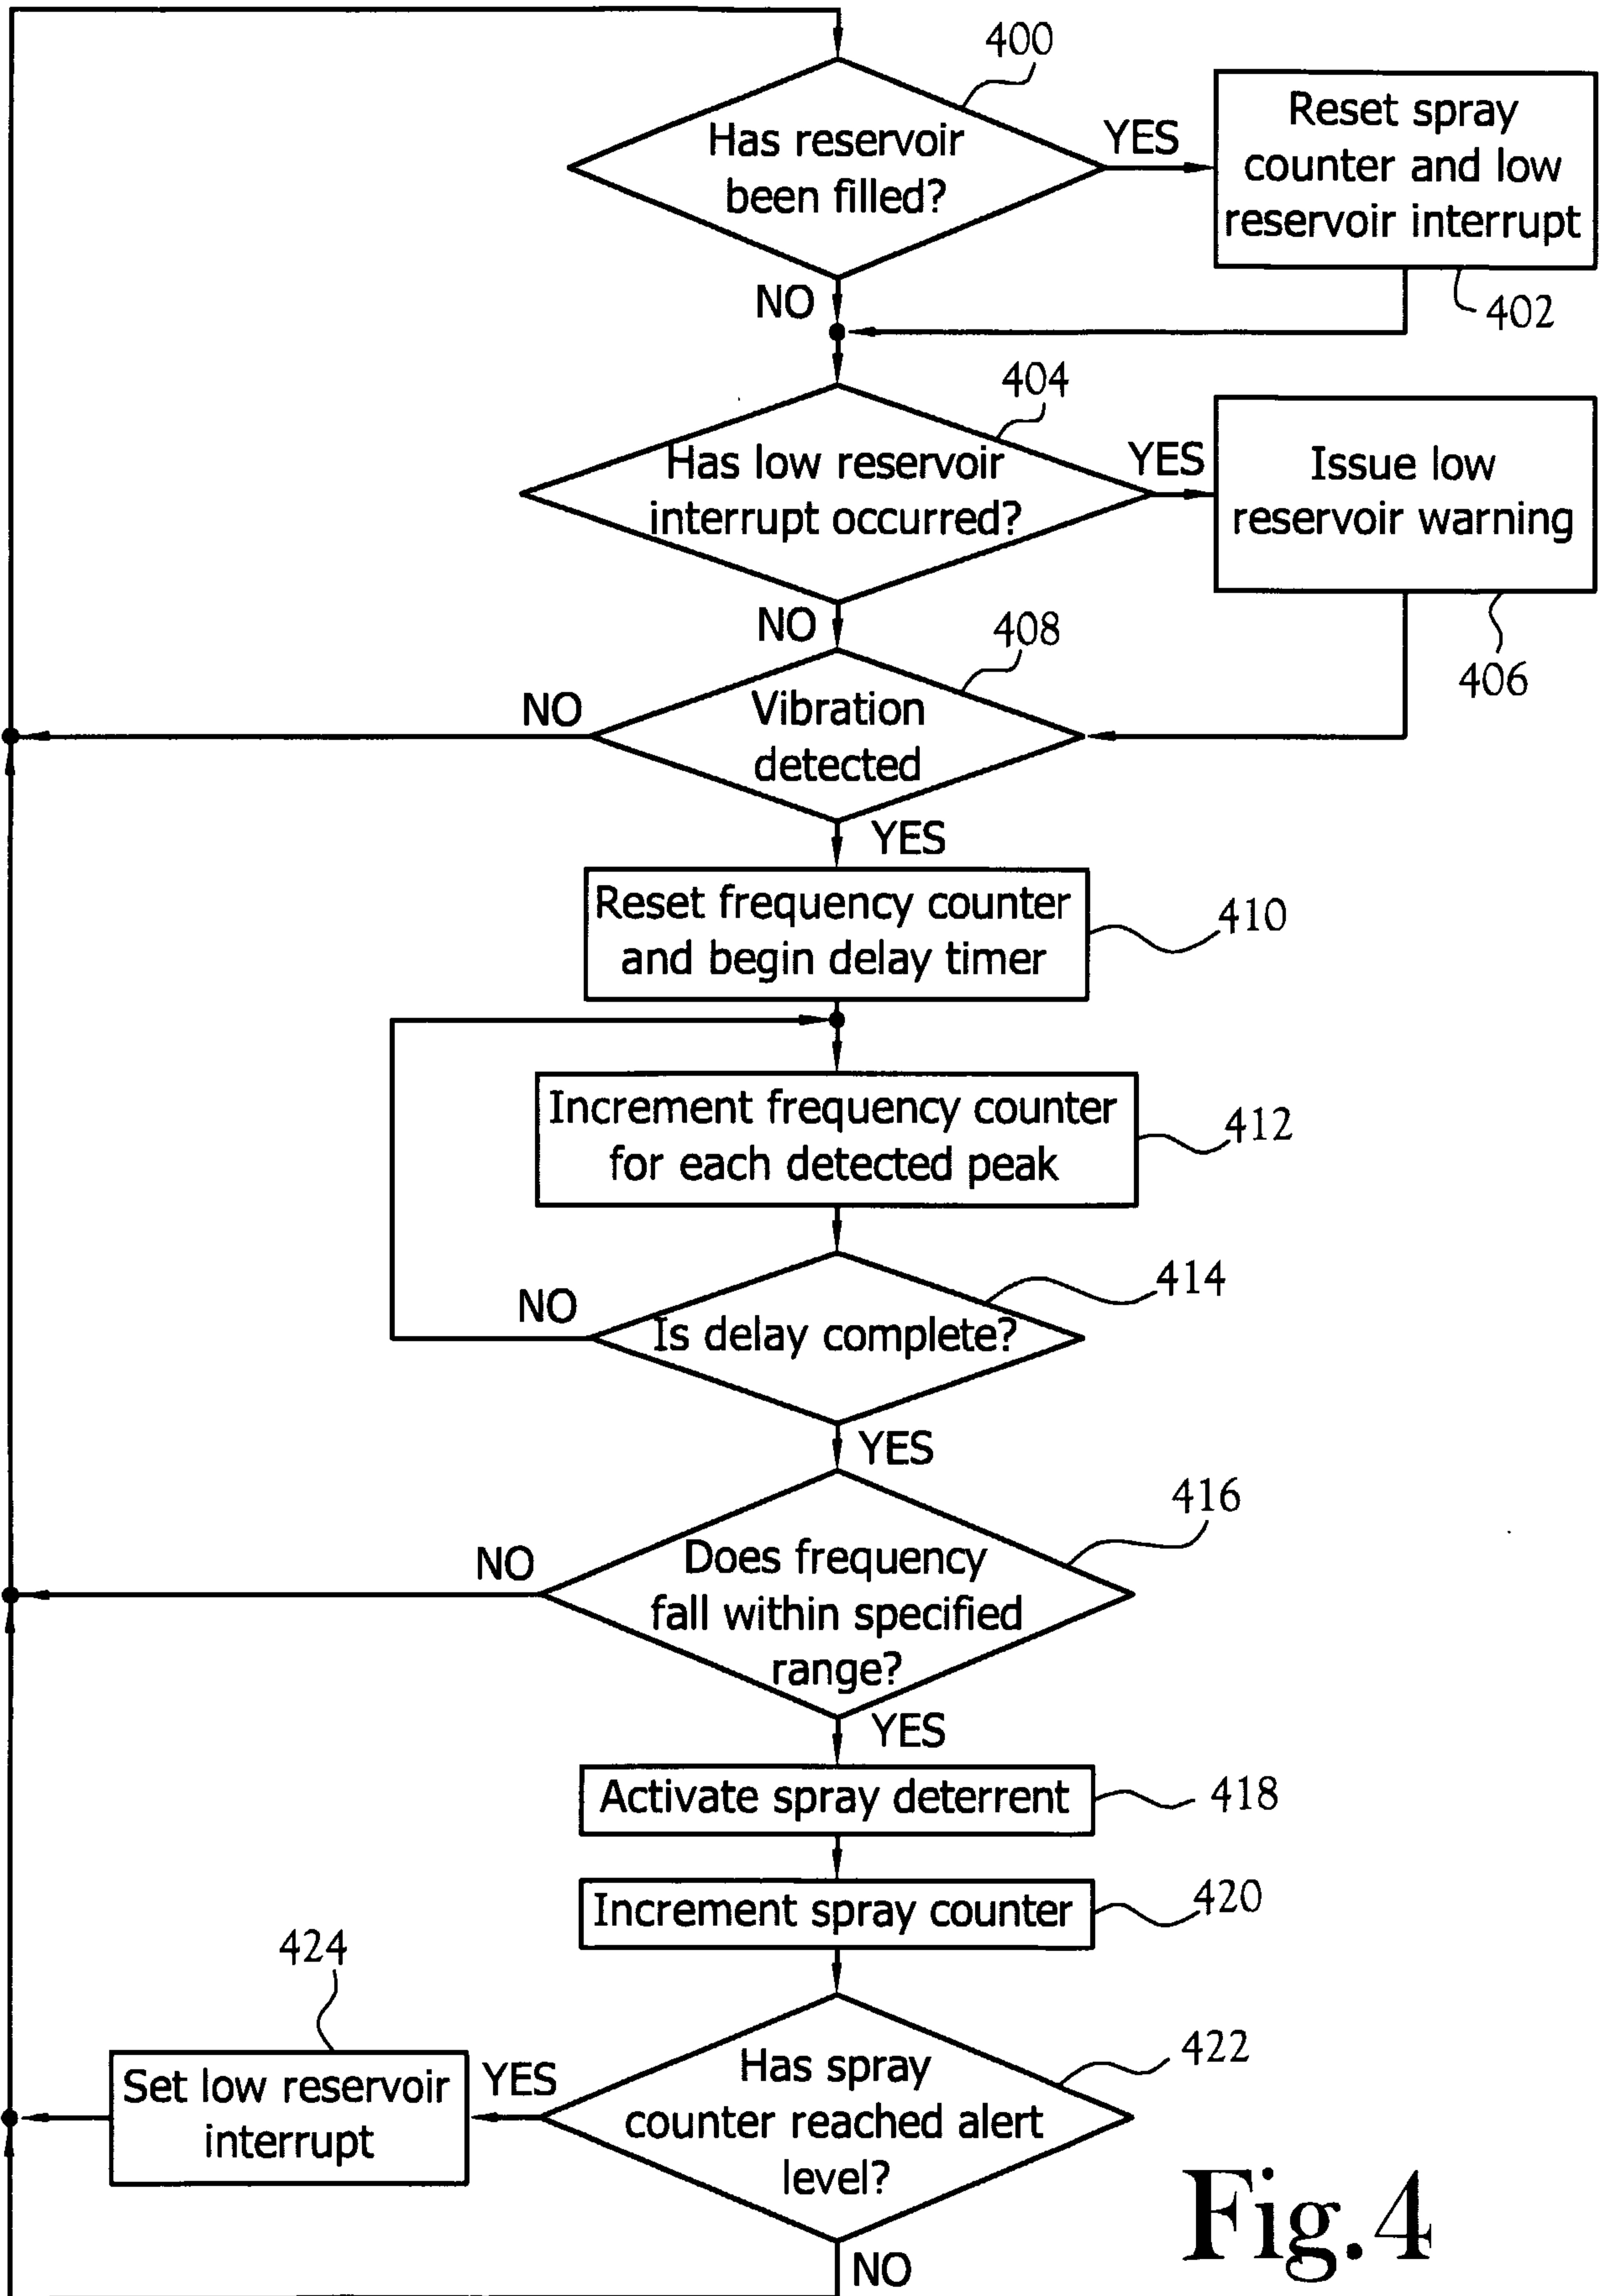 400
Has reservoir
been filled?
YES
Reset spray
counter and low
reservoir interrupt
402
NO
404
Has low reservoir
interrupt occurred?
YES
Issue low
reservoir warning
406
NO
408
Vibration
detected
NO
YES
Reset frequency counter
and begin delay timer
410
Increment frequency counter
for each detected peak
412
414
Is delay complete?
NO
YES
416
Does frequency
fall within specified
range?
NO
YES
Activate spray deterrent
418
Increment spray counter
420
422
Has spray
counter reached alert
level?
YES
424
Set low reservoir
interrupt
NO
Fig.4